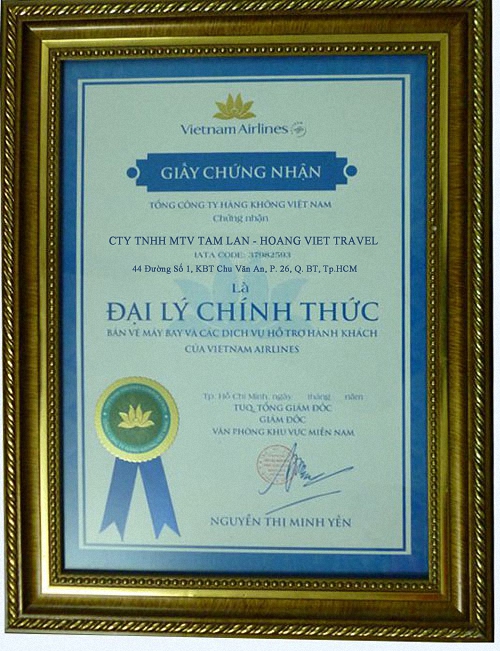 Vietnam Airlines
GIẤY CHỨNG NHẬN
TỔNG CÔNG TY HÀNG KHÔNG VIỆT NAM
Chứng nhận
CTY TNHH MTV TAM LAN - HOANG VIET TRAVEL
IATA CODE: 37982593
44 Đường Số 1, KBT Chu Văn An, P. 26, Q. BT, Tp.HCM
Là
ĐẠI LÝ CHÍNH THỨC
BÁN VÉ MÁY BAY VÀ CÁC DỊCH VỤ HỖ TRỢ HÀNH KHÁCH
CỦA VIETNAM AIRLINES
Tp. Hồ Chí Minh, ngày tháng năm
TUQ. TỔNG GIÁM ĐỐC
GIÁM ĐỐC
VĂN PHÒNG KHU VỰC MIỀN NAM
NGUYỄN THỊ MINH YẾN